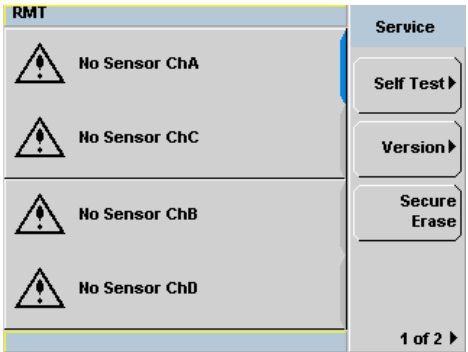 RMT
No Sensor ChA
No Sensor ChC
No Sensor ChB
No Sensor ChD
Service
Self Test
Version
Secure
Erase
1 of 2